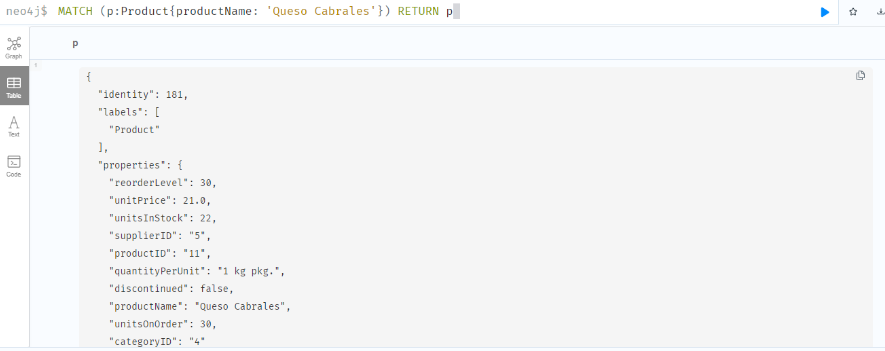 neo4j$ MATCH (p:Product{productName: 'Queso Cabrales'}) RETURN p
Graph
Table
Text
Code
p
{
"identity": 181,
"labels": [
"Product"
],
"properties": {
"reorderLevel": 30,
"unitPrice": 21.0,
"unitsInStock": 22,
"supplierID": "5",
"productID": "11",
"quantityPerUnit": "1 kg pkg.",
"discontinued": false,
"productName": "Queso Cabrales",
"unitsOnOrder": 30,
"categoryID": "4"